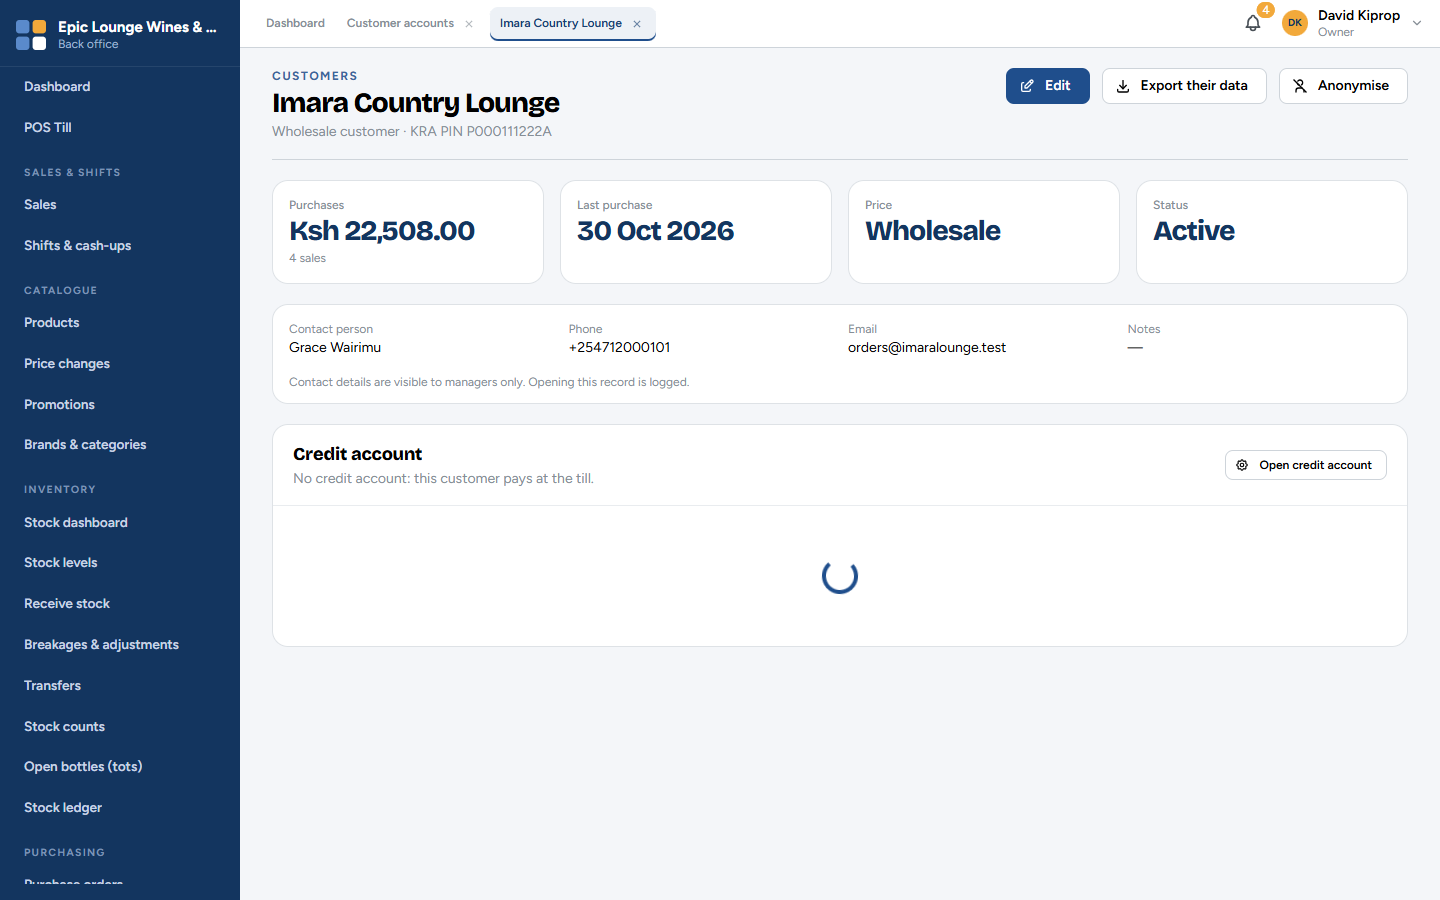 Epic Lounge Wines & ...
Back office
Dashboard
POS Till
SALES & SHIFTS
Sales
Shifts & cash-ups
CATALOGUE
Products
Price changes
Promotions
Brands & categories
INVENTORY
Stock dashboard
Stock levels
Receive stock
Breakages & adjustments
Transfers
Stock counts
Open bottles (tots)
Stock ledger
PURCHASING
Purchase orders
Dashboard
Customer accounts
Imara Country Lounge
4
DK
David Kiprop
Owner
CUSTOMERS
Imara Country Lounge
Wholesale customer · KRA PIN P000111222A
Edit
Export their data
Anonymise
Purchases
Ksh 22,508.00
4 sales
Last purchase
30 Oct 2026
Price
Wholesale
Status
Active
Contact person
Grace Wairimu
Phone
+254712000101
Email
orders@imaralounge.test
Notes
—
Contact details are visible to managers only. Opening this record is logged.
Credit account
No credit account: this customer pays at the till.
Open credit account